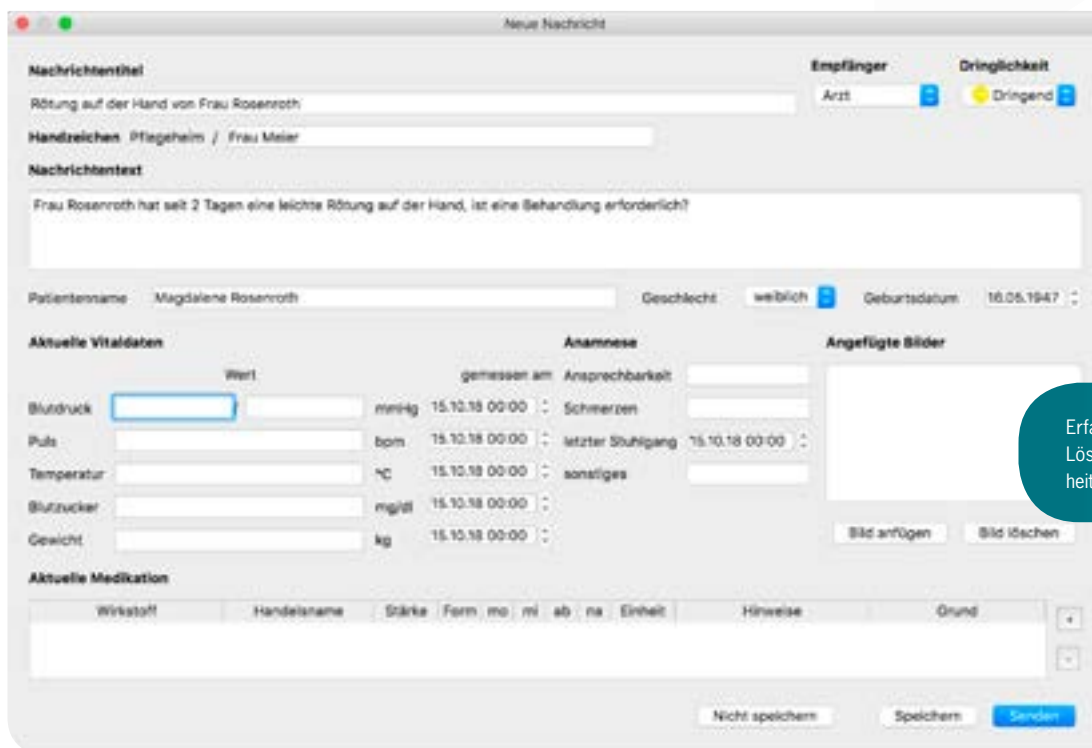 Neue Nachricht
Nachrichtentitel
Empfänger
Dringlichkeit
Rötung auf der Hand von Frau Rosenroth
Arzt
Dringend
Handzeichen Pflegeheim / Frau Meier
Nachrichtentext
Frau Rosenroth hat seit 2 Tagen eine leichte Rötung auf der Hand, ist eine Behandlung erforderlich?
Patientenname Magdalene Rosenroth Geschlecht weiblich Geburtsdatum 16.05.1947
Aktuelle Vitaldaten
Wert gemessen am
Blutdruck / mmHg 15.10.18 00:00
Puls bpm 15.10.18 00:00
Temperatur °C 15.10.18 00:00
Blutzucker mg/dl 15.10.18 00:00
Gewicht kg 15.10.18 00:00
Anamnese
Ansprechbarkeit
Schmerzen
letzter Stuhlgang 15.10.18 00:00
sonstiges
Angefügte Bilder
Bild anfügen Bild löschen
Erfa
Lös
heit
Aktuelle Medikation
Wirkstoff Handelsname Stärke Form mo mi ab na Einheit Hinweise Grund
+
-
Nicht speichern Speichern Senden